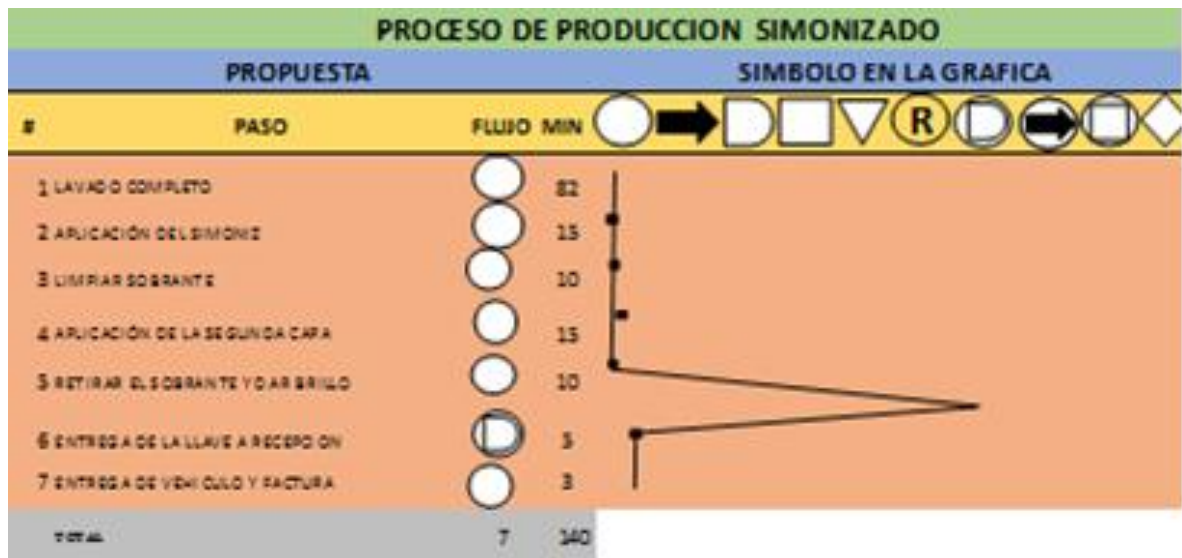 PROCESO DE PRODUCCION SIMONIZADO
PROPUESTA SIMBOLO EN LA GRAFICA
# PASO FLUJO MIN R
1 LAVADO COMPLETO 82
2 APLICACIÓN DEL SIMONIZ 15
3 LIMPIAR SOBRANTE 10
4 APLICACIÓN DE LA SEGUNDA CAPA 15
5 RETIRAR EL SOBRANTE Y DAR BRILLO 10
6 ENTREGA DE LA LLAVE A RECEPCION 5
7 ENTREGA DE VEHICULO Y FACTURA 3
TOTAL 7 140